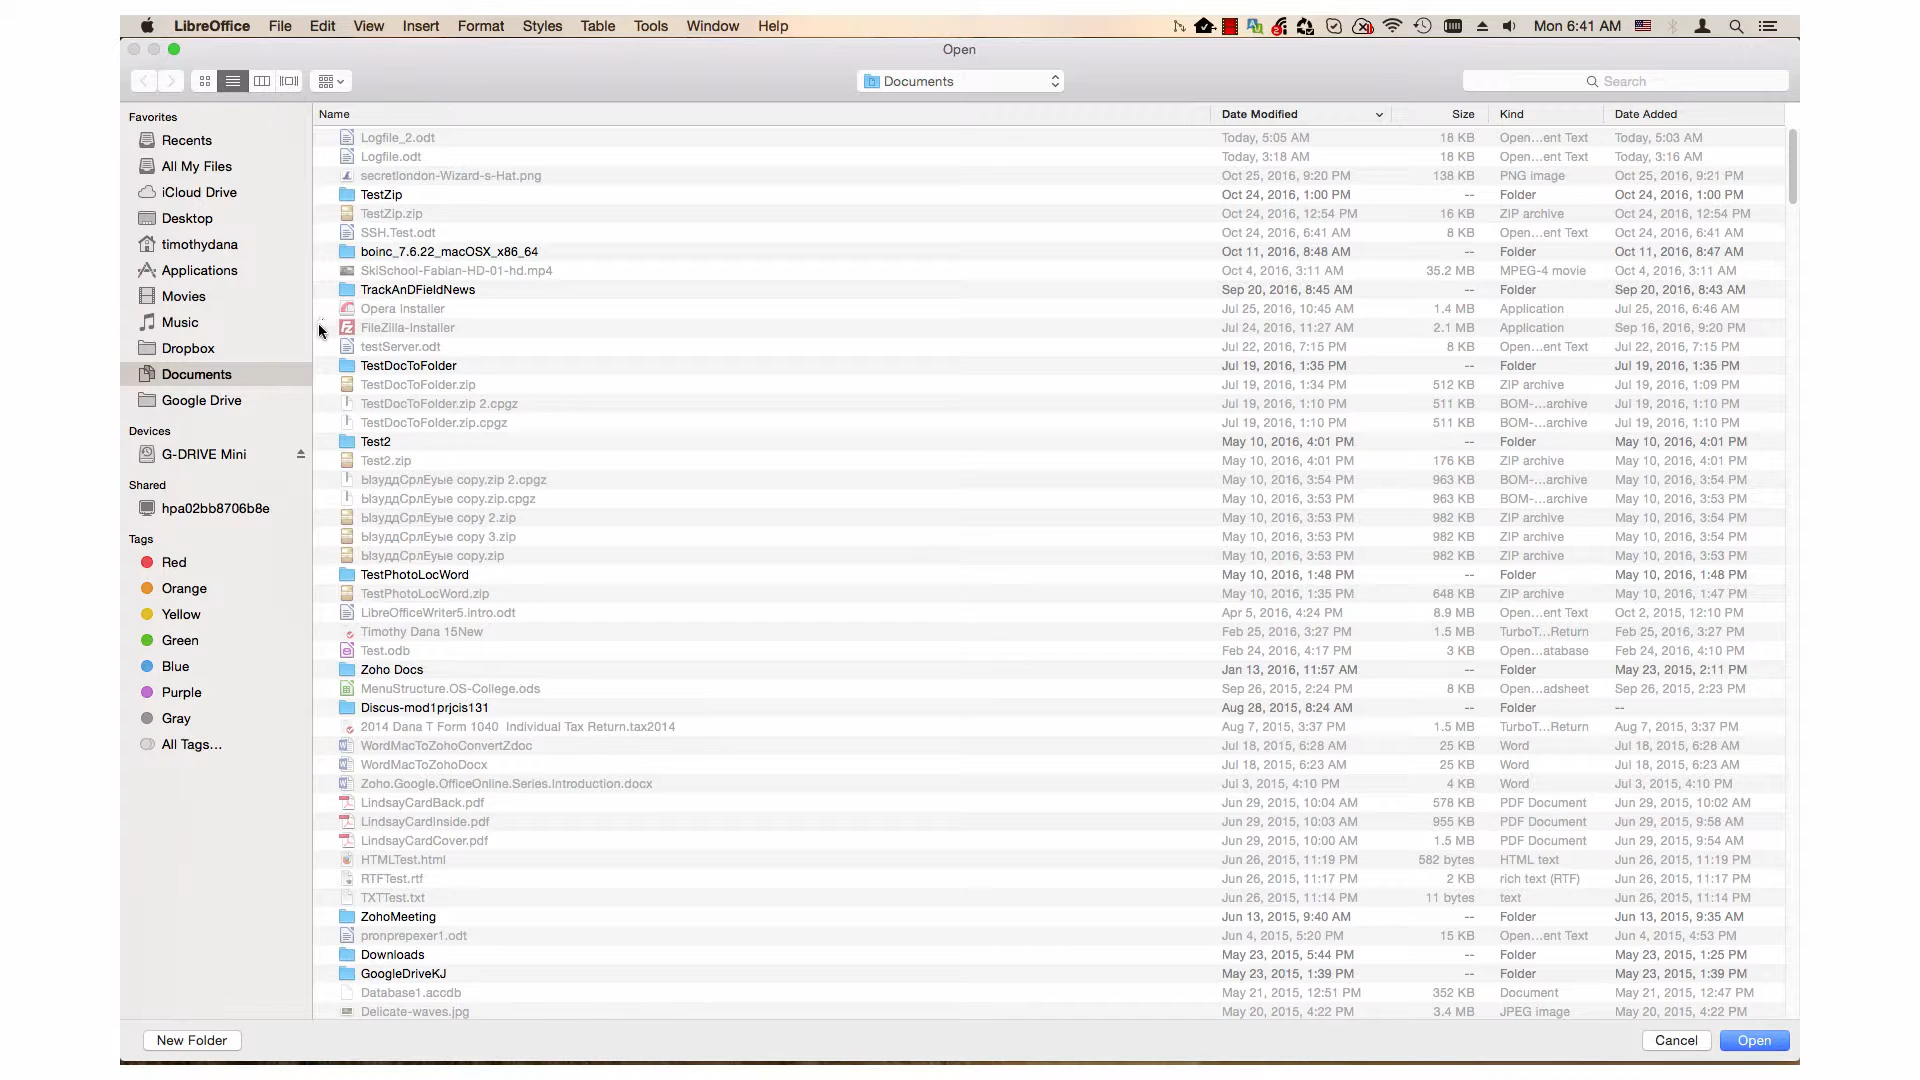 LibreOffice File Edit View Insert Format Styles Table Tools Window Help Mon 6:41 AM
Open
Documents Search
Favorites
Recents
All My Files
iCloud Drive
Desktop
timothydana
Applications
Movies
Music
Dropbox
Documents
Google Drive
Devices
G-DRIVE Mini
Shared
hpa02bb8706b8e
Tags
Red
Orange
Yellow
Green
Blue
Purple
Gray
All Tags...
Name Date Modified Size Kind Date Added
Logfile_2.odt Today, 5:05 AM 18 KB Open...ent Text Today, 5:03 AM
Logfile.odt Today, 3:18 AM 18 KB Open...ent Text Today, 3:16 AM
secretlondon-Wizard-s-Hat.png Oct 25, 2016, 9:20 PM 138 KB PNG image Oct 25, 2016, 9:21 PM
TestZip Oct 24, 2016, 1:00 PM -- Folder Oct 24, 2016, 1:00 PM
TestZip.zip Oct 24, 2016, 12:54 PM 16 KB ZIP archive Oct 24, 2016, 12:54 PM
SSH.Test.odt Oct 24, 2016, 6:41 AM 8 KB Open...ent Text Oct 24, 2016, 6:41 AM
boinc_7.6.22_macOSX_x86_64 Oct 11, 2016, 8:48 AM -- Folder Oct 11, 2016, 8:47 AM
SkiSchool-Fabian-HD-01-hd.mp4 Oct 4, 2016, 3:11 AM 35.2 MB MPEG-4 movie Oct 4, 2016, 3:11 AM
TrackAnDFieldNews Sep 20, 2016, 8:45 AM -- Folder Sep 20, 2016, 8:43 AM
Opera Installer Jul 25, 2016, 10:45 AM 1.4 MB Application Jul 25, 2016, 6:46 AM
FileZilla-Installer Jul 24, 2016, 11:27 AM 2.1 MB Application Sep 16, 2016, 9:20 PM
testServer.odt Jul 22, 2016, 7:15 PM 8 KB Open...ent Text Jul 22, 2016, 7:15 PM
TestDocToFolder Jul 19, 2016, 1:35 PM -- Folder Jul 19, 2016, 1:35 PM
TestDocToFolder.zip Jul 19, 2016, 1:34 PM 512 KB ZIP archive Jul 19, 2016, 1:09 PM
TestDocToFolder.zip 2.cpgz Jul 19, 2016, 1:10 PM 511 KB BOM-...archive Jul 19, 2016, 1:10 PM
TestDocToFolder.zip.cpgz Jul 19, 2016, 1:10 PM 511 KB BOM-...archive Jul 19, 2016, 1:10 PM
Test2 May 10, 2016, 4:01 PM -- Folder May 10, 2016, 4:01 PM
Test2.zip May 10, 2016, 4:01 PM 176 KB ZIP archive May 10, 2016, 4:01 PM
ЫзуддСрлЕуые copy.zip 2.cpgz May 10, 2016, 3:54 PM 963 KB BOM-...archive May 10, 2016, 3:54 PM
ЫзуддСрлЕуые copy.zip.cpgz May 10, 2016, 3:53 PM 963 KB BOM-...archive May 10, 2016, 3:53 PM
ЫзуддСрлЕуые copy 2.zip May 10, 2016, 3:53 PM 982 KB ZIP archive May 10, 2016, 3:54 PM
ЫзуддСрлЕуые copy 3.zip May 10, 2016, 3:53 PM 982 KB ZIP archive May 10, 2016, 3:54 PM
ЫзуддСрлЕуые copy.zip May 10, 2016, 3:53 PM 982 KB ZIP archive May 10, 2016, 3:53 PM
TestPhotoLocWord May 10, 2016, 1:48 PM -- Folder May 10, 2016, 1:48 PM
TestPhotoLocWord.zip May 10, 2016, 1:35 PM 648 KB ZIP archive May 10, 2016, 1:47 PM
LibreOfficeWriter5.intro.odt Apr 5, 2016, 4:24 PM 8.9 MB Open...ent Text Oct 2, 2015, 12:10 PM
Timothy Dana 15New Feb 25, 2016, 3:27 PM 1.5 MB TurboT...Return Feb 25, 2016, 3:27 PM
Test.odb Feb 24, 2016, 4:17 PM 3 KB Open...atabase Feb 24, 2016, 4:10 PM
Zoho Docs Jan 13, 2016, 11:57 AM -- Folder May 23, 2015, 2:11 PM
MenuStructure.OS-College.ods Sep 26, 2015, 2:24 PM 8 KB Open...adsheet Sep 26, 2015, 2:23 PM
Discus-mod1prjcis131 Aug 28, 2015, 8:24 AM -- Folder --
2014 Dana T Form 1040 Individual Tax Return.tax2014 Aug 7, 2015, 3:37 PM 1.5 MB TurboT...Return Aug 7, 2015, 3:37 PM
WordMacToZohoConvertZdoc Jul 18, 2015, 6:28 AM 25 KB Word Jul 18, 2015, 6:28 AM
WordMacToZohoDocx Jul 18, 2015, 6:23 AM 25 KB Word Jul 18, 2015, 6:23 AM
Zoho.Google.OfficeOnline.Series.Introduction.docx Jul 3, 2015, 4:10 PM 4 KB Word Jul 3, 2015, 4:10 PM
LindsayCardBack.pdf Jun 29, 2015, 10:04 AM 578 KB PDF Document Jun 29, 2015, 10:02 AM
LindsayCardInside.pdf Jun 29, 2015, 10:03 AM 955 KB PDF Document Jun 29, 2015, 9:58 AM
LindsayCardCover.pdf Jun 29, 2015, 10:00 AM 1.5 MB PDF Document Jun 29, 2015, 9:54 AM
HTMLTest.html Jun 26, 2015, 11:19 PM 582 bytes HTML text Jun 26, 2015, 11:19 PM
RTFTest.rtf Jun 26, 2015, 11:17 PM 2 KB rich text (RTF) Jun 26, 2015, 11:17 PM
TXTTest.txt Jun 26, 2015, 11:14 PM 11 bytes text Jun 26, 2015, 11:14 PM
ZohoMeeting Jun 13, 2015, 9:40 AM -- Folder Jun 13, 2015, 9:35 AM
pronprepexer1.odt Jun 4, 2015, 5:20 PM 15 KB Open...ent Text Jun 4, 2015, 4:53 PM
Downloads May 23, 2015, 5:44 PM -- Folder May 23, 2015, 1:25 PM
GoogleDriveKJ May 23, 2015, 1:39 PM -- Folder May 23, 2015, 1:39 PM
Database1.accdb May 21, 2015, 12:51 PM 352 KB Document May 21, 2015, 12:47 PM
Delicate-waves.jpg May 20, 2015, 4:22 PM 3.4 MB JPEG image May 20, 2015, 4:22 PM
New Folder Cancel Open